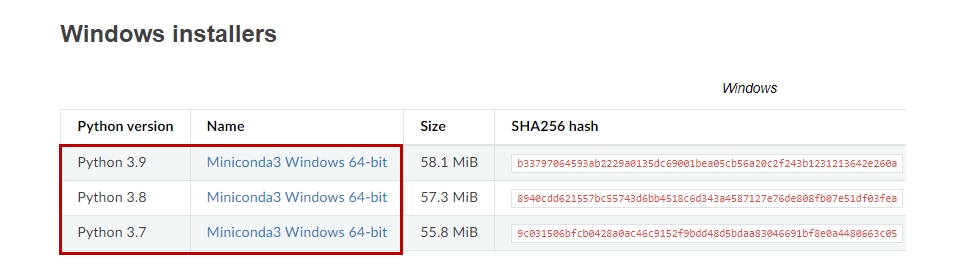 Windows installers
Windows
Python version Name Size SHA256 hash
Python 3.9 Miniconda3 Windows 64-bit 58.1 MiB b33797064593ab2229a0135dc69001bea05cb56a20c2f243b1231213642e260a
Python 3.8 Miniconda3 Windows 64-bit 57.3 MiB 8940cdd621557bc55743d6bb4518c6d343a4587127e76de808fb07e51df03fea
Python 3.7 Miniconda3 Windows 64-bit 55.8 MiB 9c031506bfcb0428a0ac46c9152f9bdd48d5bdaa83046691bf8e0a4480663c05